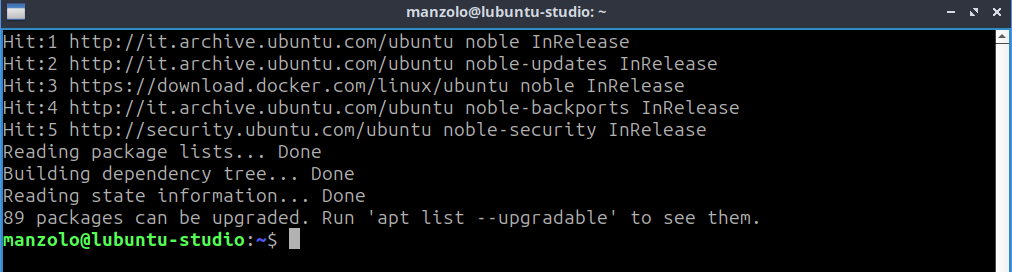 manzolo@lubuntu-studio: ~
Hit:1 http://it.archive.ubuntu.com/ubuntu noble InRelease
Hit:2 http://it.archive.ubuntu.com/ubuntu noble-updates InRelease
Hit:3 https://download.docker.com/linux/ubuntu noble InRelease
Hit:4 http://it.archive.ubuntu.com/ubuntu noble-backports InRelease
Hit:5 http://security.ubuntu.com/ubuntu noble-security InRelease
Reading package lists... Done
Building dependency tree... Done
Reading state information... Done
89 packages can be upgraded. Run 'apt list --upgradable' to see them.
manzolo@lubuntu-studio:~$